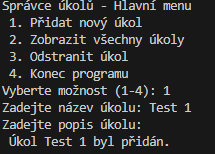 Správce úkolů - Hlavní menu
1. Přidat nový úkol
2. Zobrazit všechny úkoly
3. Odstranit úkol
4. Konec programu
Vyberte možnost (1-4): 1
Zadejte název úkolu: Test 1
Zadejte popis úkolu:
Úkol Test 1 byl přidán.